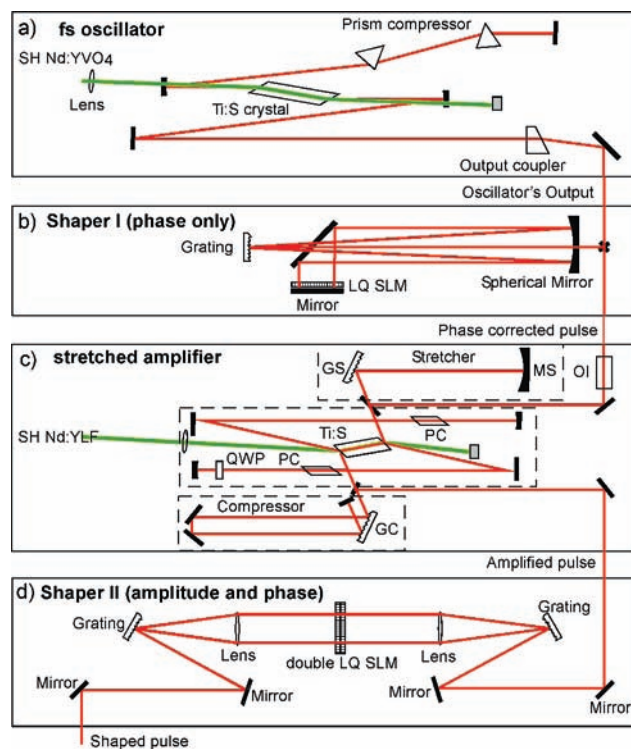 a) fs oscillator
Prism compressor
SH Nd:YVO4
Lens
Ti:S crystal
Output coupler
Oscillator's Output
b) Shaper I (phase only)
Grating
LQ SLM
Mirror
Spherical Mirror
Phase corrected pulse
c) stretched amplifier
GS
Stretcher
MS
OI
SH Nd:YLF
Ti:S
PC
QWP
PC
Compressor
GC
Amplified pulse
d) Shaper II (amplitude and phase)
Grating
Grating
Lens
double LQ SLM
Lens
Mirror
Mirror
Mirror
Mirror
Shaped pulse